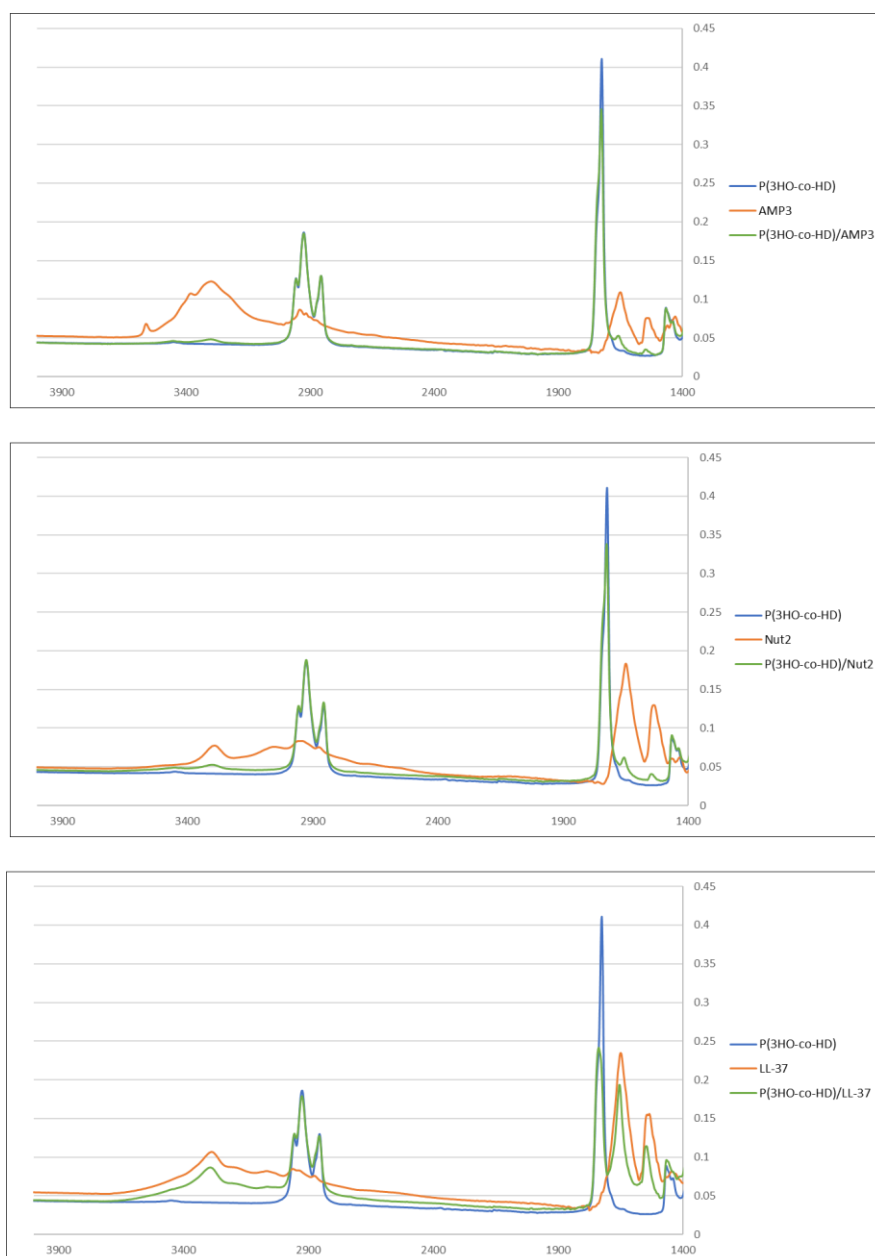 0.45
0.4
0.35
0.3
0.25
0.2
0.15
0.1
0.05
0
3900 3400 2900 2400 1900 1400
P(3HO-co-HD)
AMP3
P(3HO-co-HD)/AMP3
0.45
0.4
0.35
0.3
0.25
0.2
0.15
0.1
0.05
0
3900 3400 2900 2400 1900 1400
P(3HO-co-HD)
Nut2
P(3HO-co-HD)/Nut2
0.45
0.4
0.35
0.3
0.25
0.2
0.15
0.1
0.05
0
3900 3400 2900 2400 1900 1400
P(3HO-co-HD)
LL-37
P(3HO-co-HD)/LL-37